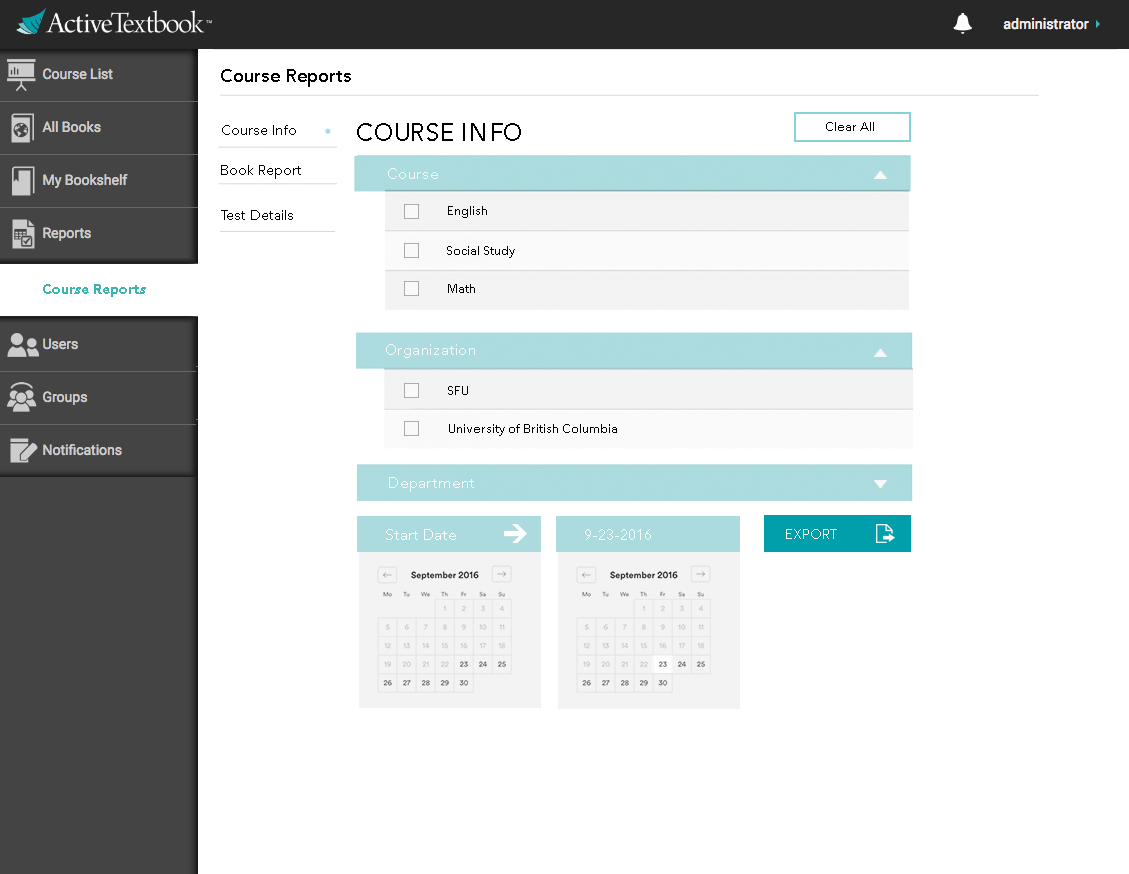 ActiveTextbook™
administrator
Course List
All Books
My Bookshelf
Reports
Course Reports
Users
Groups
Notifications
Course Reports
Course Info
Book Report
Test Details
COURSE INFO
Clear All
Course
English
Social Study
Math
Organization
SFU
University of British Columbia
Department
Start Date
9-23-2016
EXPORT
September 2016
Mo Tu We Th Fr Sa Su
1 2 3 4
5 6 7 8 9 10 11
12 13 14 15 16 17 18
19 20 21 22 23 24 25
26 27 28 29 30
September 2016
Mo Tu We Th Fr Sa Su
1 2 3 4
5 6 7 8 9 10 11
12 13 14 15 16 17 18
19 20 21 22 23 24 25
26 27 28 29 30